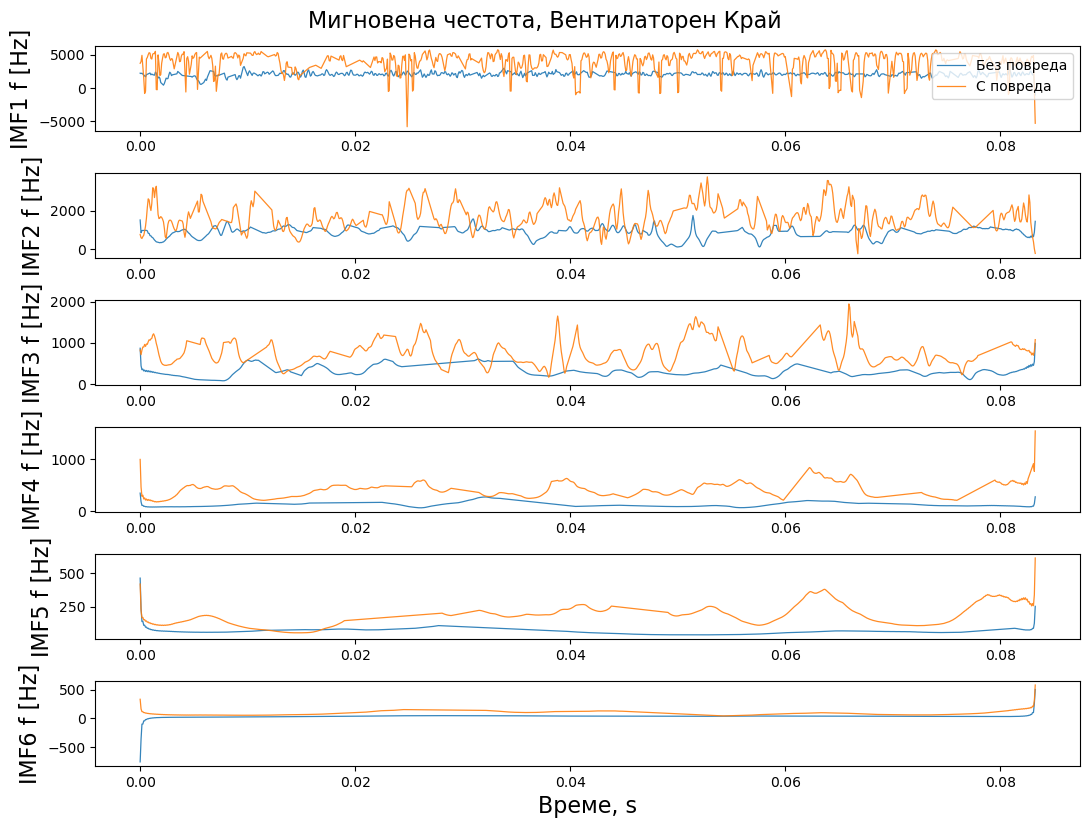 Мигновена честота, Вентилаторен Край
IMF1 f [Hz]
5000
0
−5000
Без повреда
С повреда
0.00 0.02 0.04 0.06 0.08
IMF2 f [Hz]
2000
0
0.00 0.02 0.04 0.06 0.08
IMF3 f [Hz]
2000
1000
0
0.00 0.02 0.04 0.06 0.08
IMF4 f [Hz]
1000
0
0.00 0.02 0.04 0.06 0.08
IMF5 f [Hz]
500
250
0.00 0.02 0.04 0.06 0.08
IMF6 f [Hz]
500
0
−500
0.00 0.02 0.04 0.06 0.08
Време, s